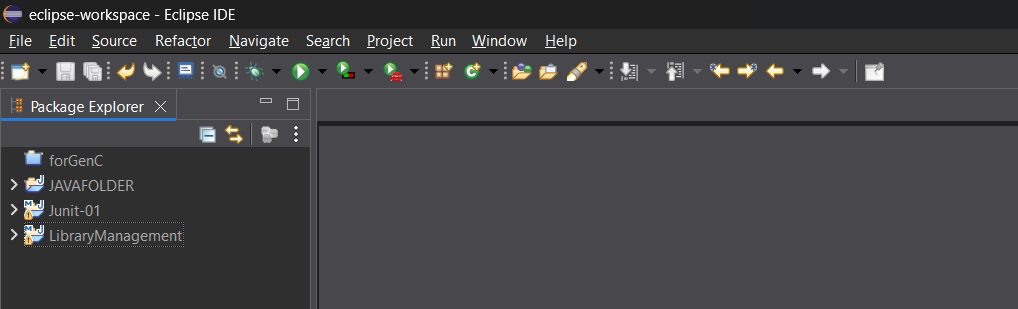 eclipse-workspace - Eclipse IDE
File Edit Source Refactor Navigate Search Project Run Window Help
Package Explorer
forGenC
JAVAFOLDER
Junit-01
LibraryManagement